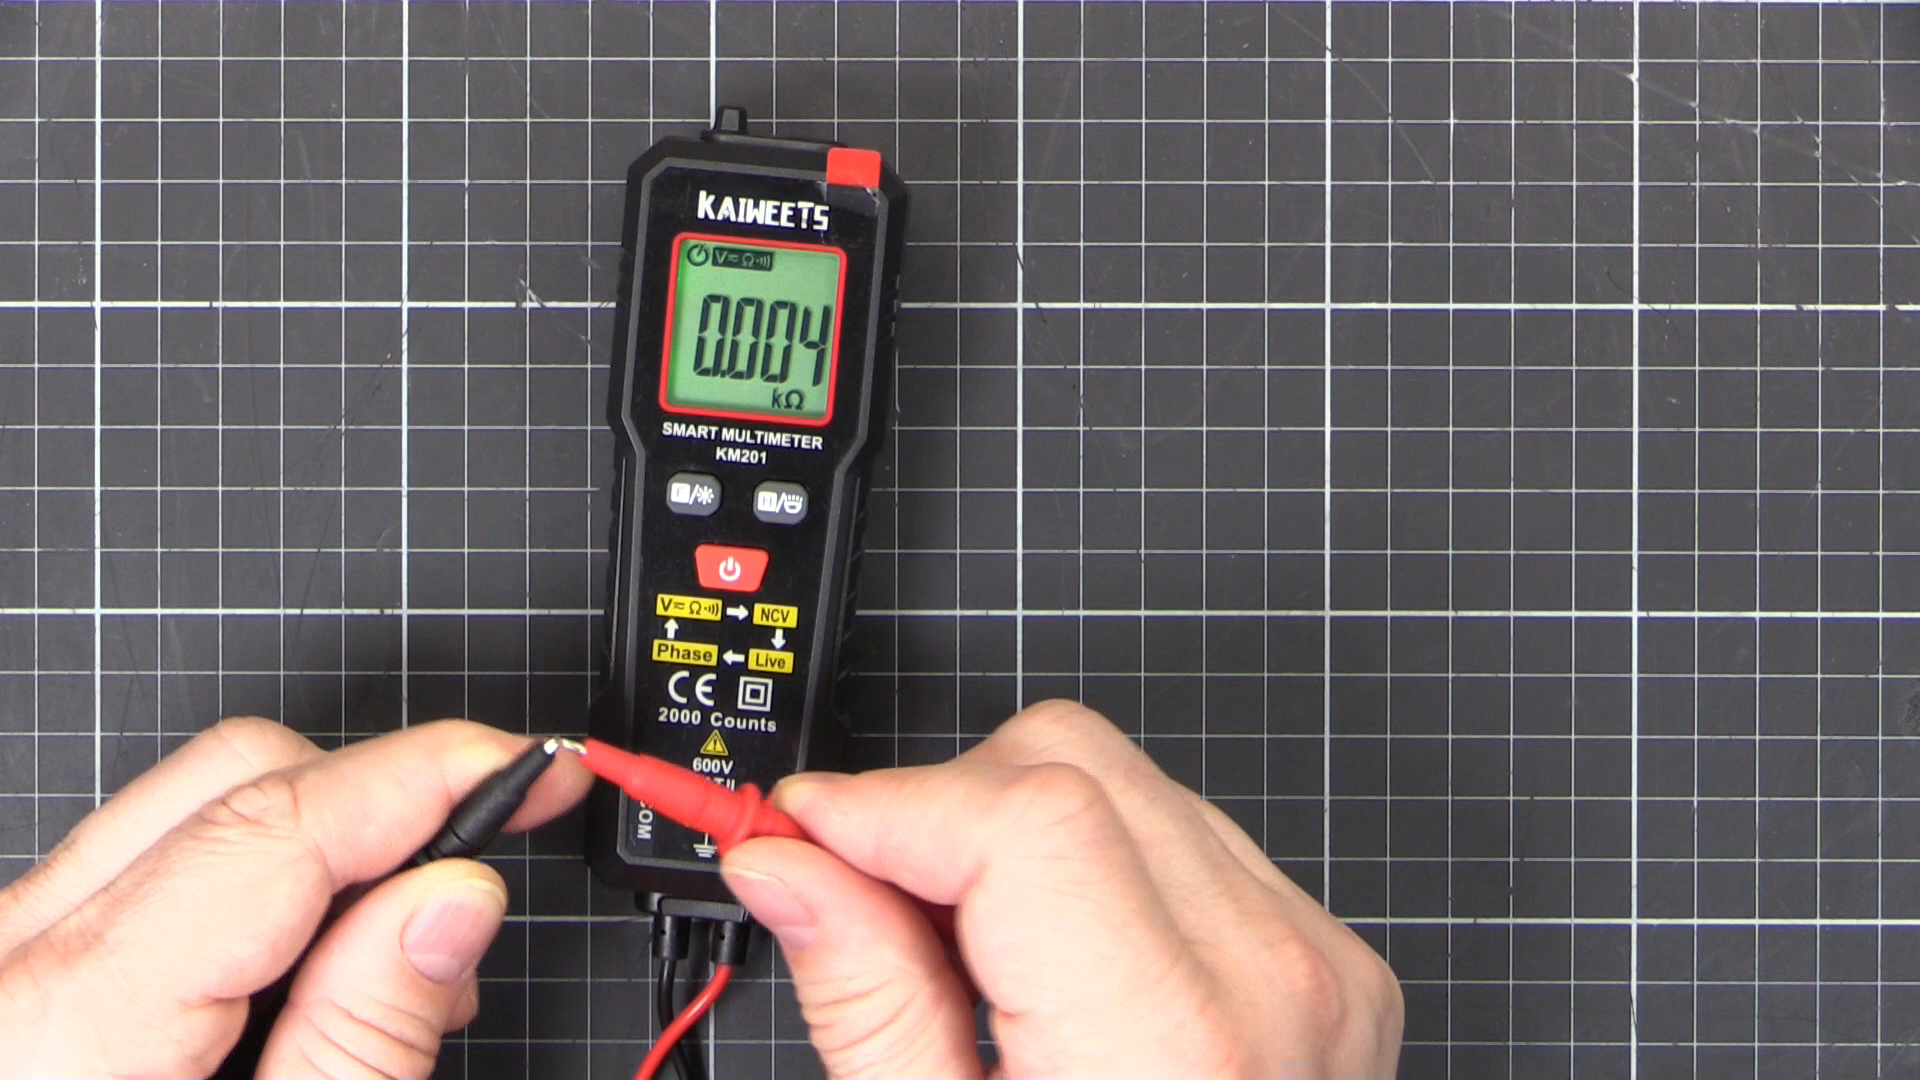 KAIWEETS
V Ω
0.004
kΩ
SMART MULTIMETER
KM201
F/
H/
V Ω NCV
Phase Live
CE
2000 Counts
600V
COM